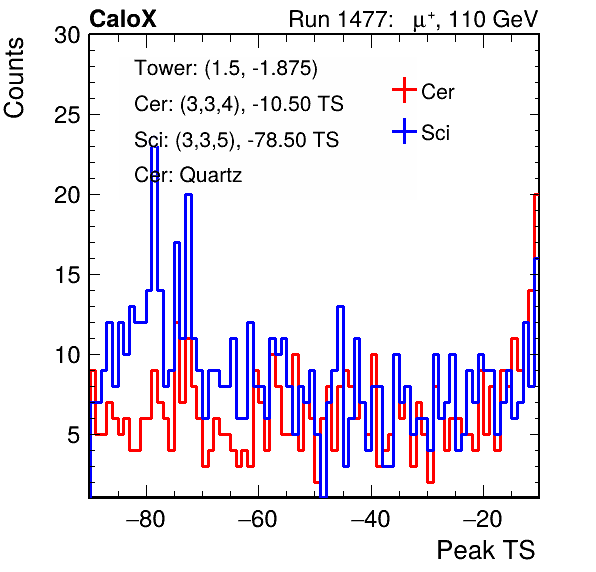 CaloX Run 1477: μ⁺, 110 GeV
Counts
30
25
20
15
10
5
Tower: (1.5, -1.875)
Cer: (3,3,4), -10.50 TS
Sci: (3,3,5), -78.50 TS
Cer: Quartz
Cer
Sci
−80 −60 −40 −20
Peak TS